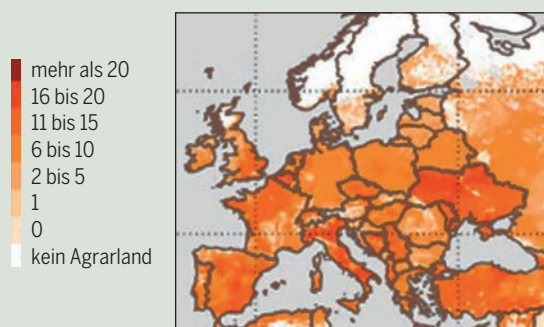 mehr als 20
16 bis 20
11 bis 15
6 bis 10
2 bis 5
1
0
kein Agrarland